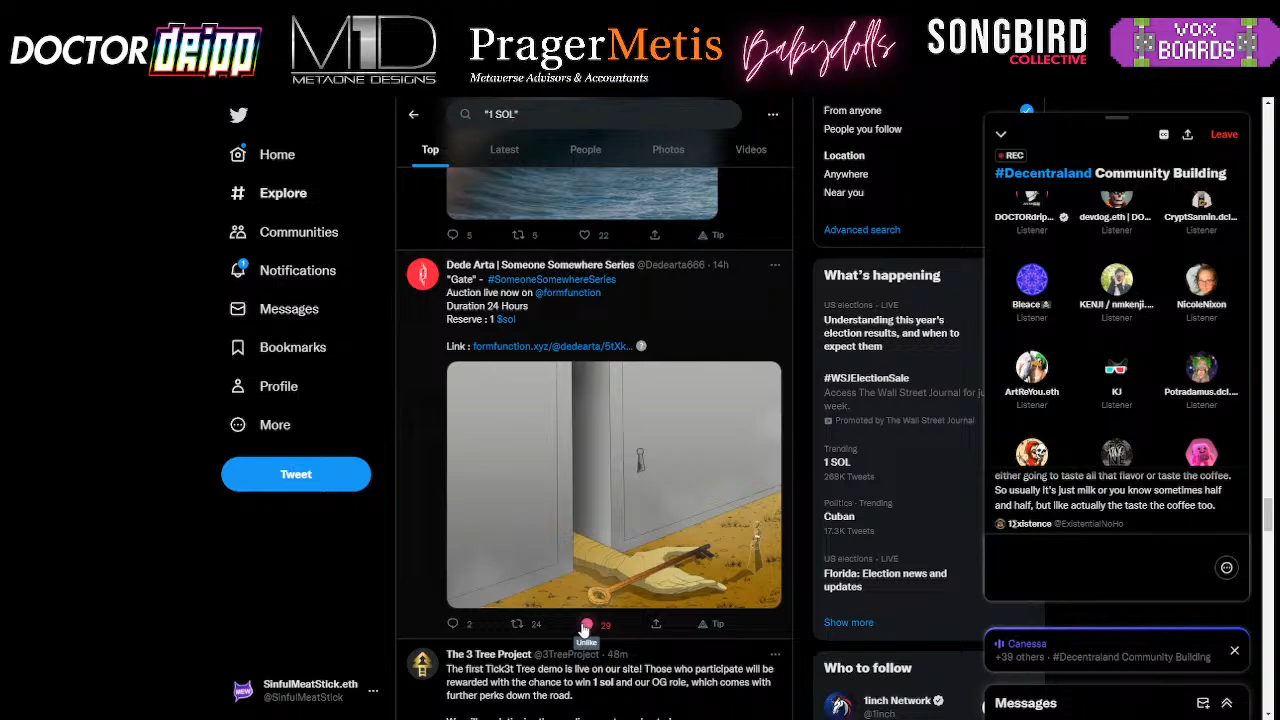 DOCTOR dripp
M1D
METAONE DESIGNS
PragerMetis
Metaverse Advisors & Accountants
Babydolls
SONGBIRD
COLLECTIVE
VOX
BOARDS
Home
Explore
Communities
1
Notifications
Messages
Bookmarks
Profile
More
Tweet
SinfulMeatStick.eth
@SinfulMeatStick
"1 SOL"
Top
Latest
People
Photos
Videos
5
5
22
Tip
Dede Arta | Someone Somewhere Series @Dedearta666 · 14h
"Gate" - #SomeoneSomewhereSeries
Auction live now on @formfunction
Duration 24 Hours
Reserve : 1 $sol
Link : formfunction.xyz/@dedearta/5tXk...
2
24
29
Tip
Unlike
The 3 Tree Project @3TreeProject · 48m
The first Tick3t Tree demo is live on our site! Those who participate will be
rewarded with the chance to win 1 sol and our OG role, which comes with
further perks down the road.
From anyone
People you follow
Location
Anywhere
Near you
Advanced search
What's happening
US elections · LIVE
Understanding this year's
election results, and when to
expect them
#WSJElectionSale
Access The Wall Street Journal for ju
week.
Promoted by The Wall Street Journal
Trending
1 SOL
268K Tweets
Politics · Trending
Cuban
17.3K Tweets
US elections · LIVE
Florida: Election news and
updates
Show more
Who to follow
1inch Network
@1inch
CC
Leave
REC
#Decentraland Community Building
DOCTORdrip...
devdog.eth | DO...
CryptSannin.dcl...
Listener
Listener
Listener
Bleace
KENJI / nmkenji....
NicoleNixon
Listener
Listener
Listener
ArtReYou.eth
KJ
Potradamus.dcl....
Listener
Listener
Listener
either going to taste all that flavor or taste the coffee.
So usually it's just milk or you know sometimes half
and half, but like actually the taste the coffee too.
@ExistentialNoHo
Canessa
+39 others · #Decentraland Community Building
Messages